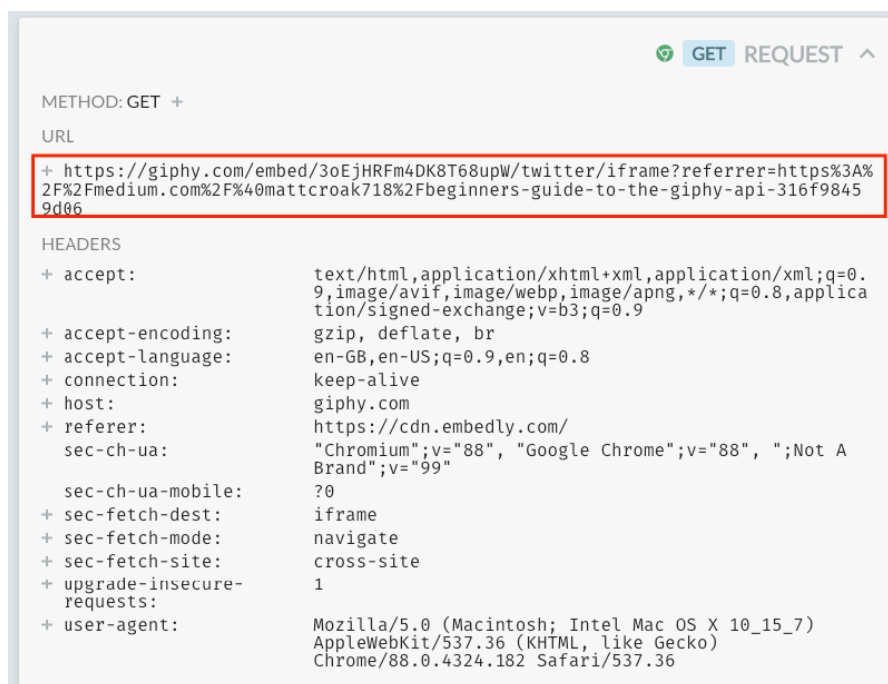 GET REQUEST
METHOD: GET +
URL
+ https://giphy.com/embed/3oEjHRFm4DK8T68upW/twitter/iframe?referrer=https%3A%
2F%2Fmedium.com%2F%40mattcroak718%2Fbeginners-guide-to-the-giphy-api-316f9845
9d06
HEADERS
+ accept: text/html,application/xhtml+xml,application/xml;q=0.
9,image/avif,image/webp,image/apng,*/*;q=0.8,applica
tion/signed-exchange;v=b3;q=0.9
+ accept-encoding: gzip, deflate, br
+ accept-language: en-GB,en-US;q=0.9,en;q=0.8
+ connection: keep-alive
+ host: giphy.com
+ referer: https://cdn.embedly.com/
sec-ch-ua: "Chromium";v="88", "Google Chrome";v="88", ";Not A
Brand";v="99"
sec-ch-ua-mobile: ?0
+ sec-fetch-dest: iframe
+ sec-fetch-mode: navigate
+ sec-fetch-site: cross-site
+ upgrade-insecure- 1
requests:
+ user-agent: Mozilla/5.0 (Macintosh; Intel Mac OS X 10_15_7)
AppleWebKit/537.36 (KHTML, like Gecko)
Chrome/88.0.4324.182 Safari/537.36